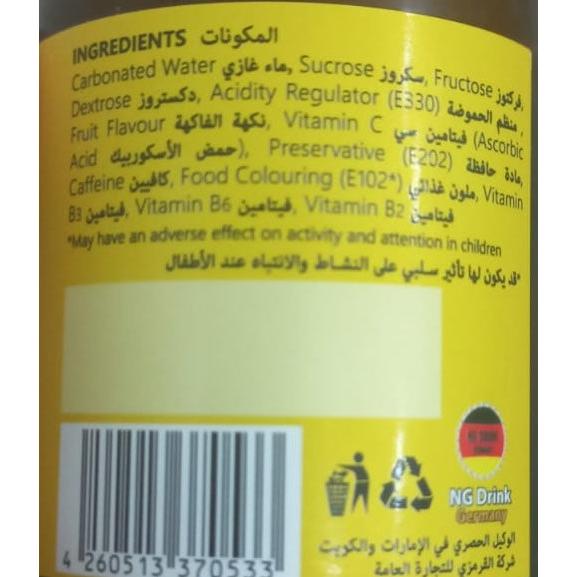 INGREDIENTS المكونات
Carbonated Water ماء غازي, Sucrose سكروز, Fructose فركتوز,
Dextrose دكستروز, Acidity Regulator (E330) منظم الحموضة,
Fruit Flavour نكهة الفاكهة, Vitamin C فيتامين سي (Ascorbic
Acid حمض الأسكوربيك), Preservative (E202) مادة حافظة,
Caffeine كافيين, Food Colouring (E102*) ملون غذائي, Vitamin
B3 فيتامين, Vitamin B6 فيتامين, Vitamin B2 فيتامين
*May have an adverse effect on activity and attention in children
*قد يكون لها تأثير سلبي على النشاط والانتباه عند الأطفال
4 260513 370533
NG Drink
Germany
الوكيل الحصري في الإمارات والكويت
شركة القرمزي للتجارة العامة